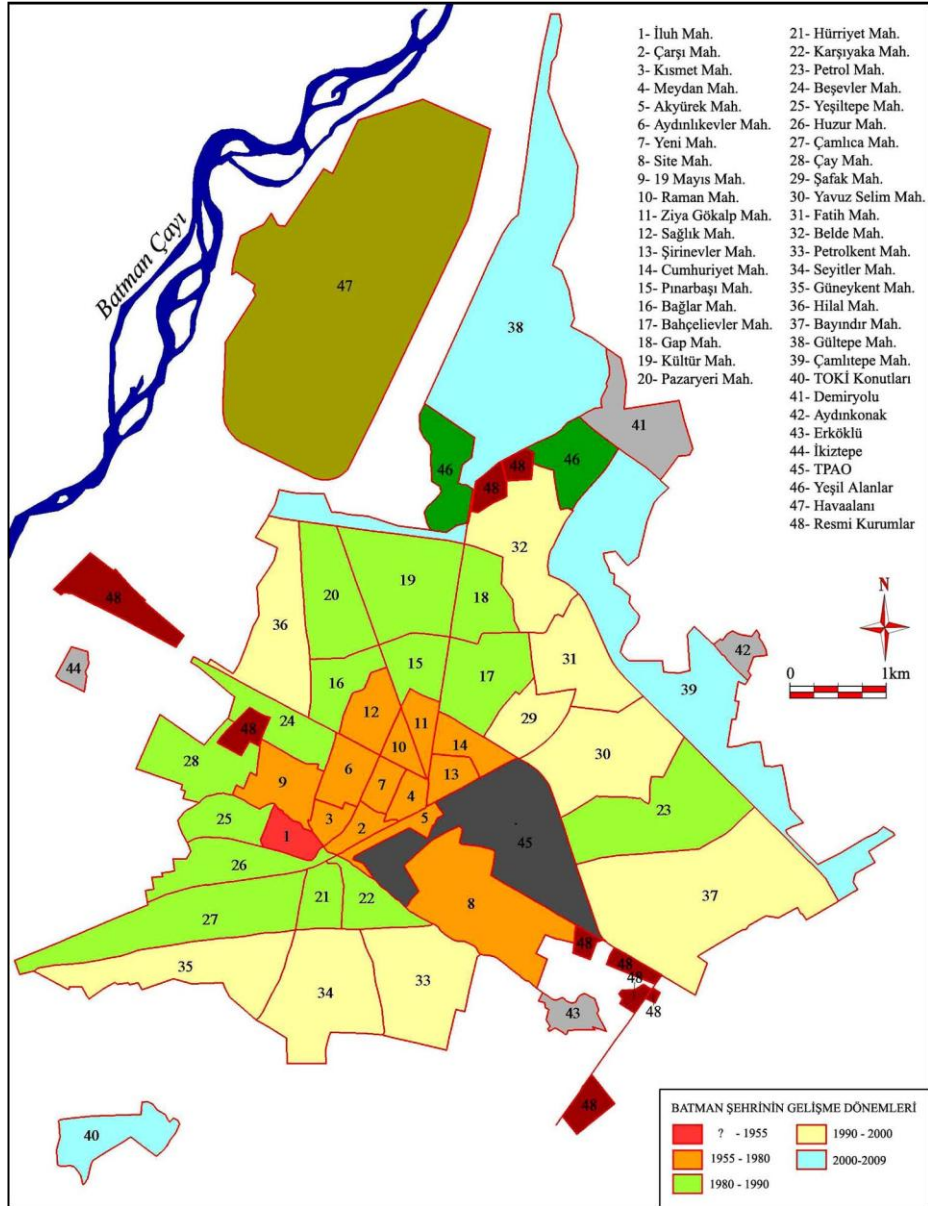 1- İluh Mah.
2- Çarşı Mah.
3- Kısmet Mah.
4- Meydan Mah.
5- Akyürek Mah.
6- Aydınlıkevler Mah.
7- Yeni Mah.
8- Site Mah.
9- 19 Mayıs Mah.
10- Raman Mah.
11- Ziya Gökalp Mah.
12- Sağlık Mah.
13- Şirinevler Mah.
14- Cumhuriyet Mah.
15- Pınarbaşı Mah.
16- Bağlar Mah.
17- Bahçelievler Mah.
18- Gap Mah.
19- Kültür Mah.
20- Pazaryeri Mah.
21- Hürriyet Mah.
22- Karşıyaka Mah.
23- Petrol Mah.
24- Beşevler Mah.
25- Yeşiltepe Mah.
26- Huzur Mah.
27- Çamlıca Mah.
28- Çay Mah.
29- Şafak Mah.
30- Yavuz Selim Mah.
31- Fatih Mah.
32- Belde Mah.
33- Petrolkent Mah.
34- Seyitler Mah.
35- Güneykent Mah.
36- Hilal Mah.
37- Bayındır Mah.
38- Gültepe Mah.
39- Çamlıtepe Mah.
40- TOKİ Konutları
41- Demiryolu
42- Aydınkonak
43- Erköklü
44- İkiztepe
45- TPAO
46- Yeşil Alanlar
47- Havaalanı
48- Resmi Kurumlar
Batman Çayı
47
38
41
46
46
48
48
32
19
20
18
48
36
N
44
42
31
15
17
16
0 1km
39
12
11
29
24
48
14
30
10
28
6
13
9
7
4
23
3
2
5
25
1
45
26
8
37
21
22
27
48
35
48
33
48
34
48
43
48
40
BATMAN ŞEHRİNİN GELİŞME DÖNEMLERİ
? - 1955
1955 - 1980
1980 - 1990
1990 - 2000
2000-2009